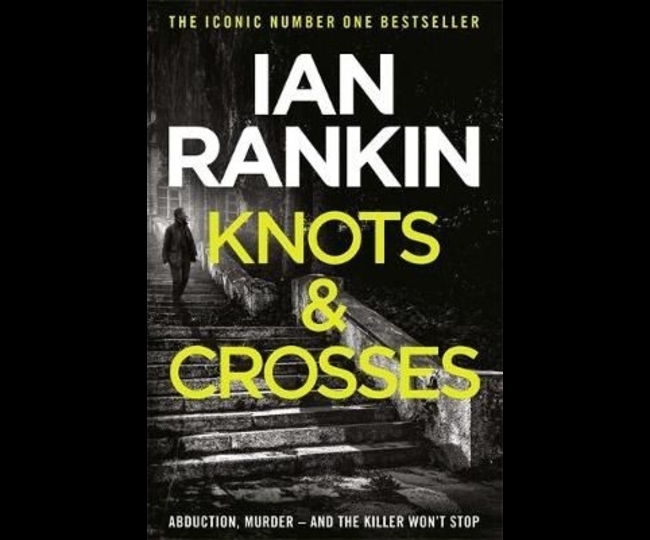 THE ICONIC NUMBER ONE BESTSELLER
IAN
RANKIN
KNOTS
&
CROSSES
ABDUCTION, MURDER – AND THE KILLER WON'T STOP